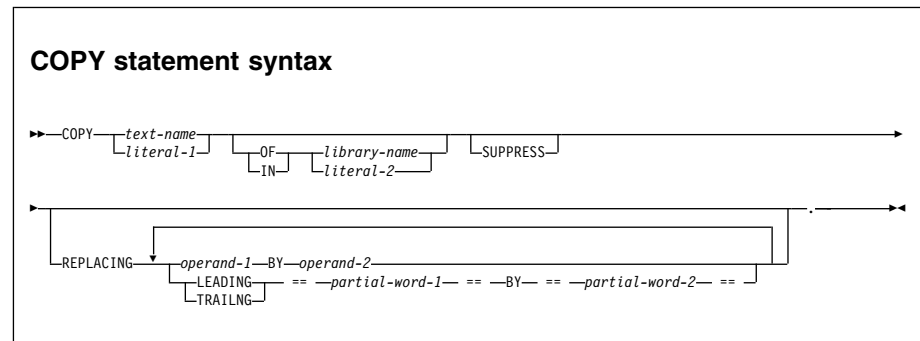 COPY statement syntax
COPY text-name
literal-1
OF library-name
IN literal-2
SUPPRESS
.
REPLACING operand-1 BY operand-2
LEADING == partial-word-1 == BY == partial-word-2 ==
TRAILNG